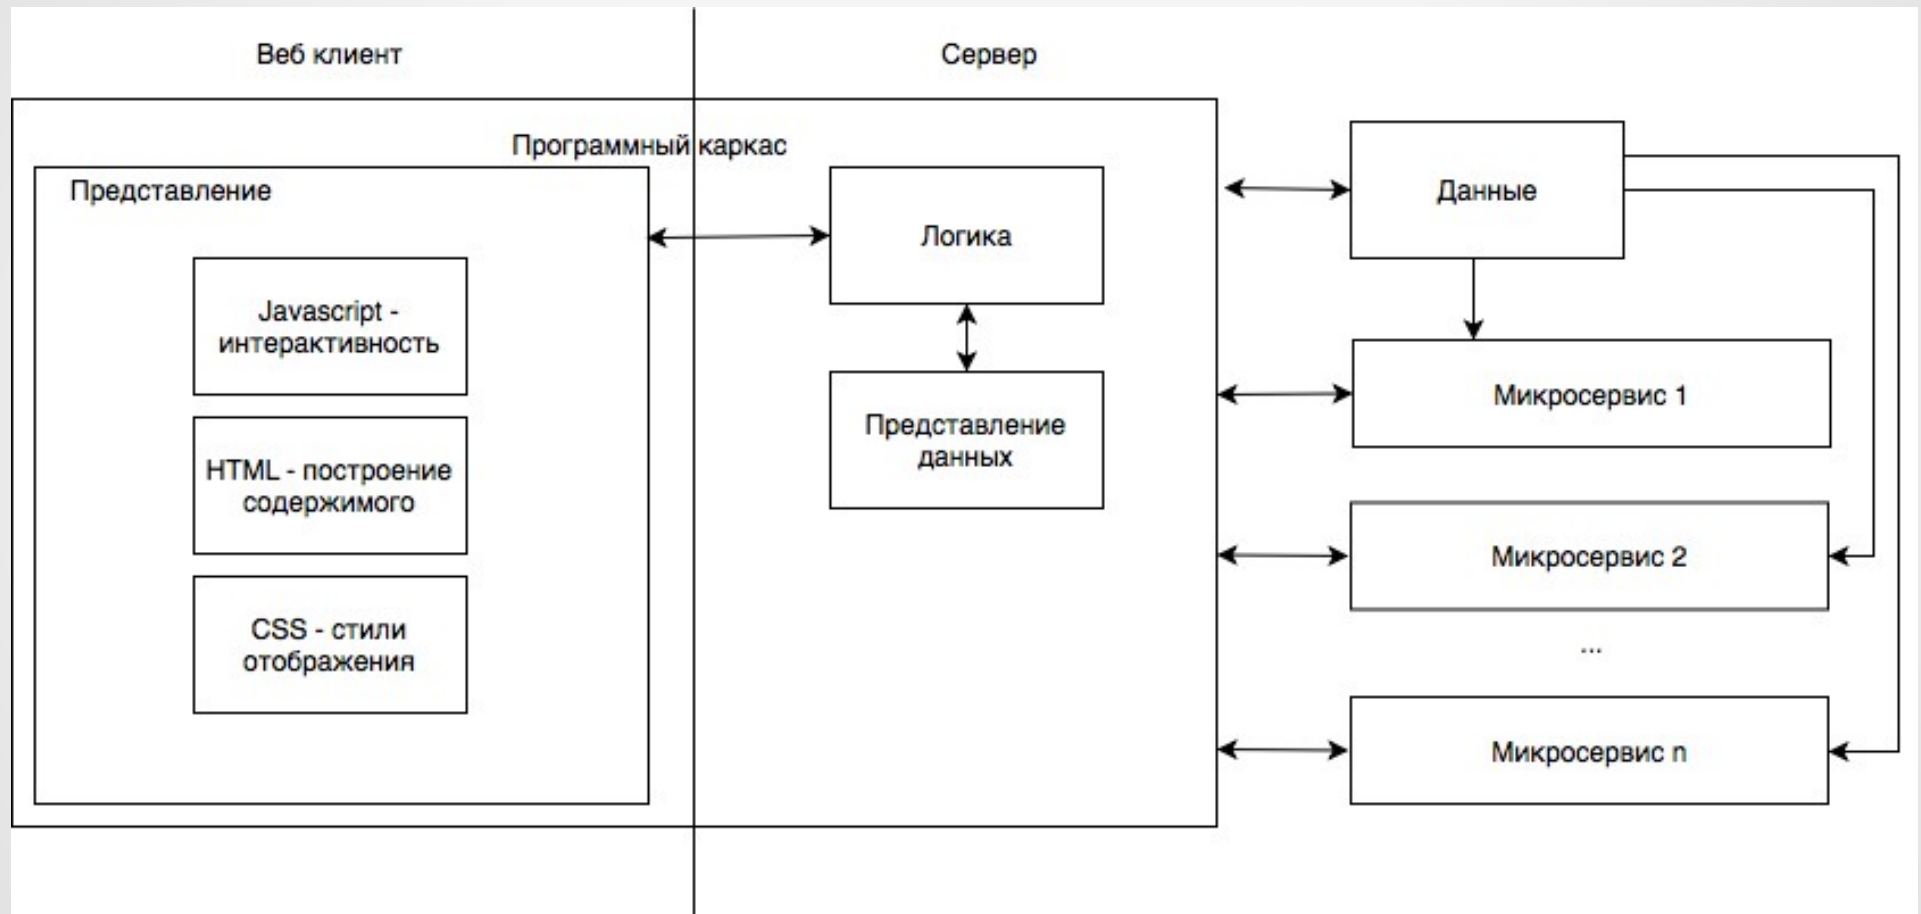 Веб клиент
Сервер
Программный каркас
Представление
Javascript -
интерактивность
HTML - построение
содержимого
CSS - стили
отображения
Логика
Представление
данных
Данные
Микросервис 1
Микросервис 2
...
Микросервис n